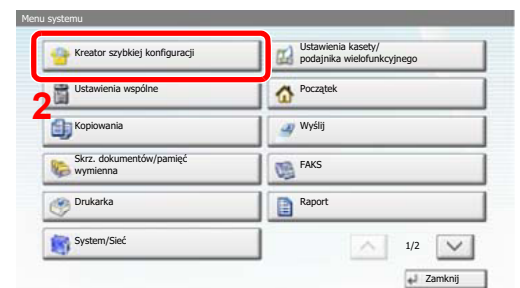 Menu systemu
Kreator szybkiej konfiguracji
Ustawienia kasety/
podajnika wielofunkcyjnego
2
Ustawienia wspólne
Początek
Kopiowania
Wyślij
Skrz. dokumentów/pamięć
wymienna
FAKS
Drukarka
Raport
System/Sieć
1/2
Zamknij